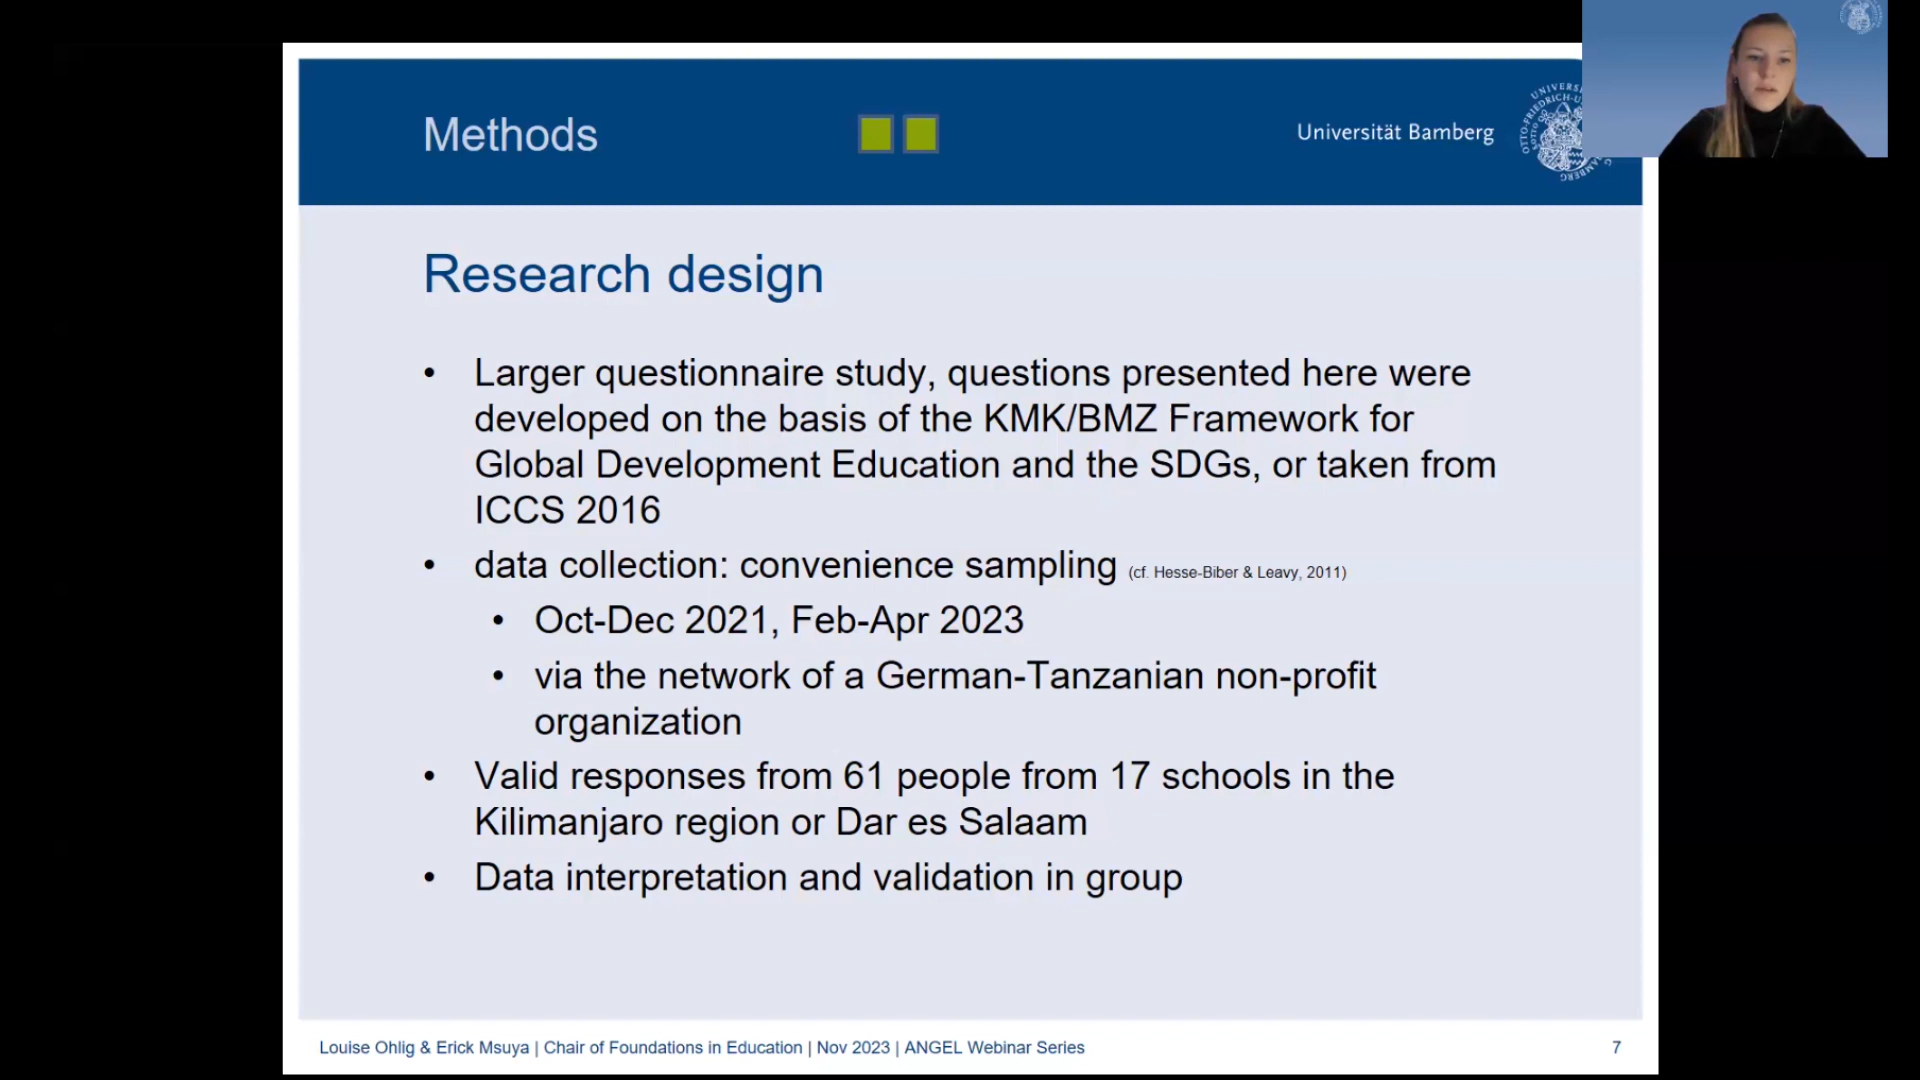 Methods
Universität Bamberg
Research design
• Larger questionnaire study, questions presented here were
developed on the basis of the KMK/BMZ Framework for
Global Development Education and the SDGs, or taken from
ICCS 2016
• data collection: convenience sampling (cf. Hesse-Biber & Leavy, 2011)
• Oct-Dec 2021, Feb-Apr 2023
• via the network of a German-Tanzanian non-profit
organization
• Valid responses from 61 people from 17 schools in the
Kilimanjaro region or Dar es Salaam
• Data interpretation and validation in group
Louise Ohlig & Erick Msuya | Chair of Foundations in Education | Nov 2023 | ANGEL Webinar Series
7